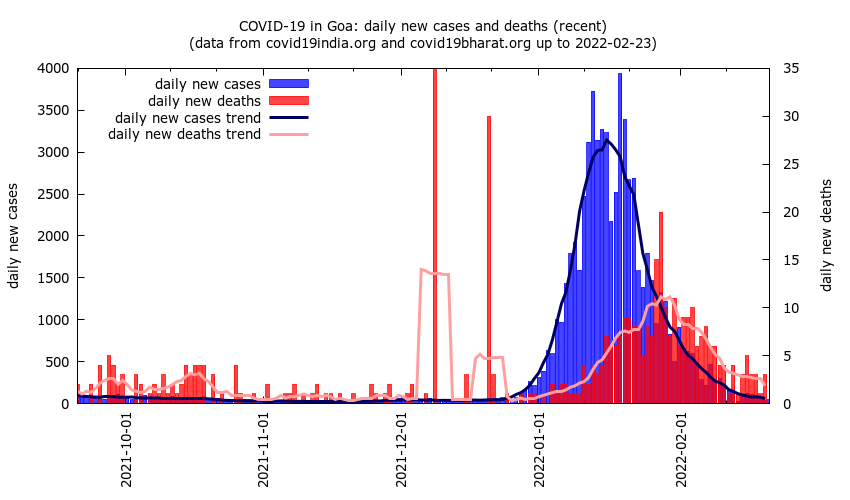 COVID-19 in Goa: daily new cases and deaths (recent)
(data from covid19india.org and covid19bharat.org up to 2022-02-23)
daily new cases
daily new deaths
daily new cases trend
daily new deaths trend
4000
3500
3000
2500
2000
1500
1000
500
0
daily new cases
35
30
25
20
15
10
5
0
daily new deaths
2021-10-01
2021-11-01
2021-12-01
2022-01-01
2022-02-01